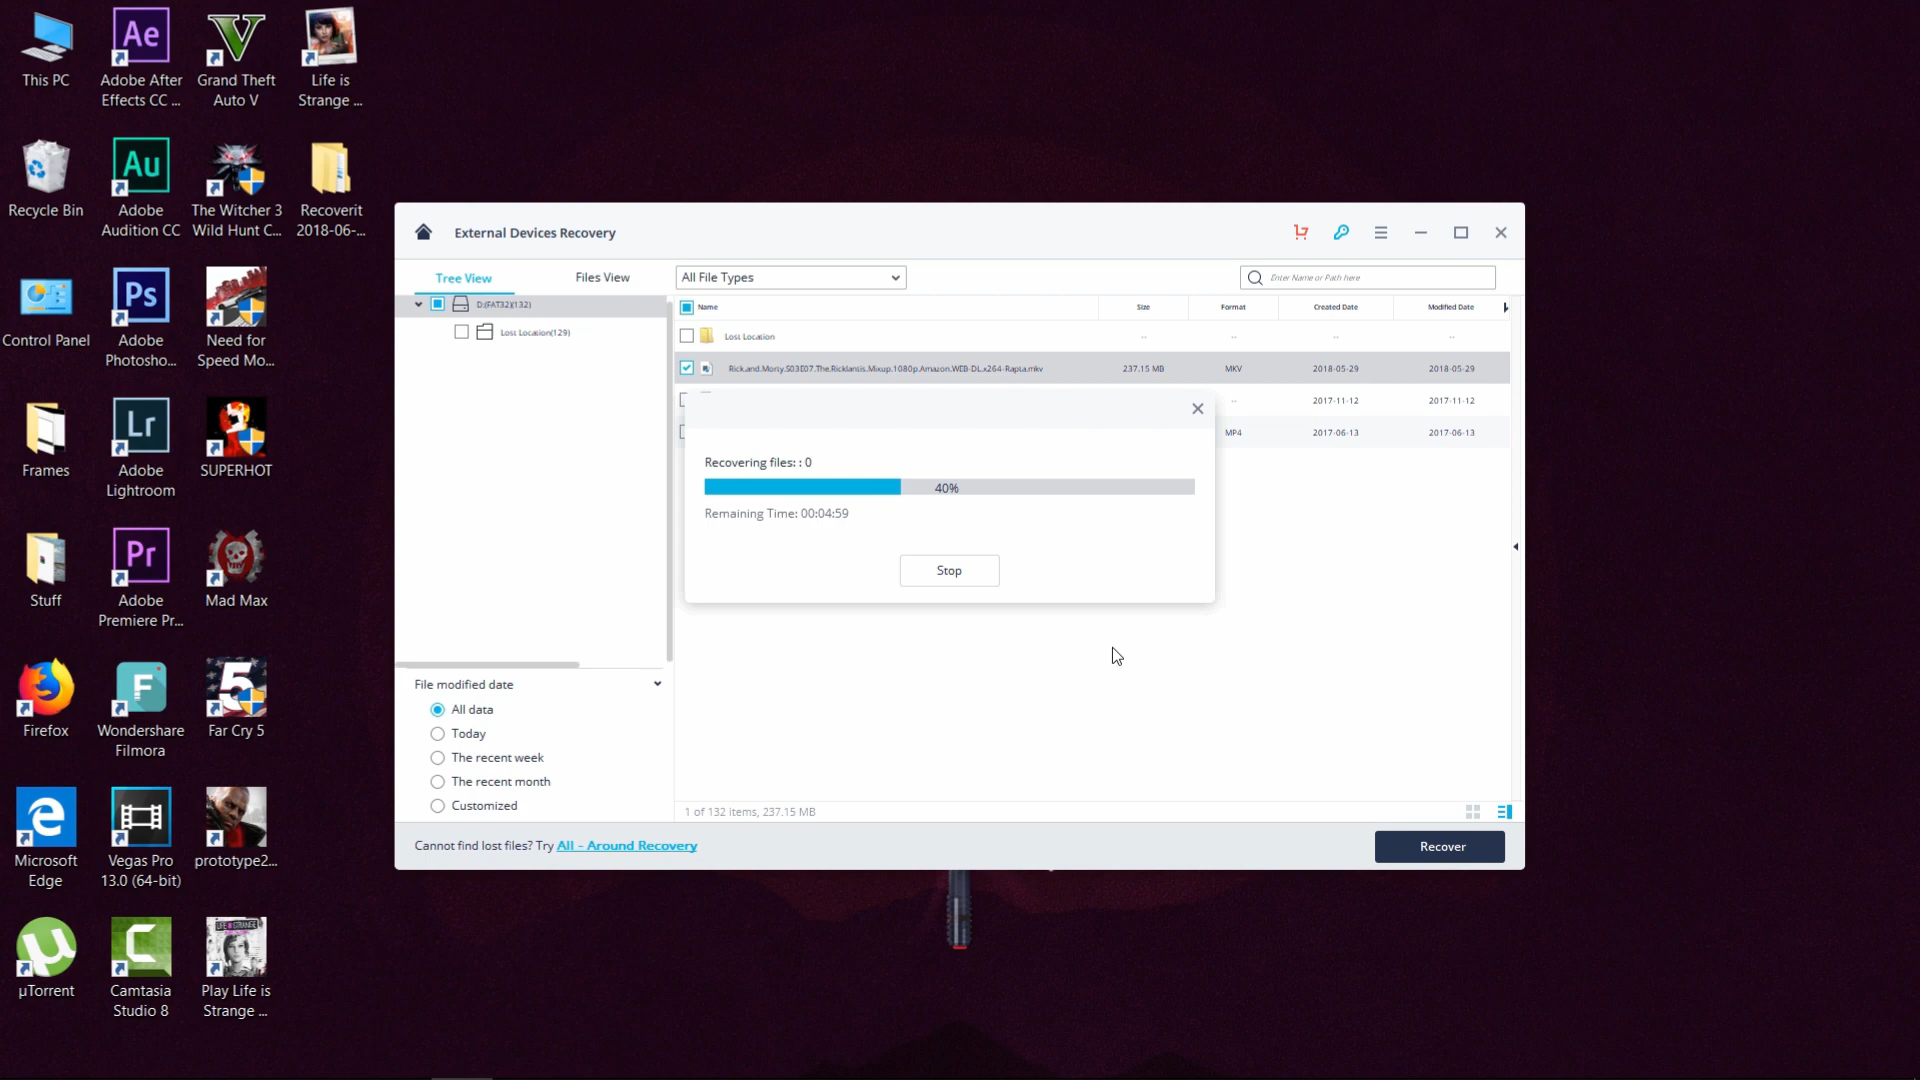 This PC
Adobe After
Effects CC ...
Grand Theft
Auto V
Life is
Strange ...
Recycle Bin
Adobe
Audition CC
The Witcher 3
Wild Hunt C...
Recoverit
2018-06-...
Control Panel
Adobe
Photosho...
Need for
Speed Mo...
Frames
Adobe
Lightroom
SUPERHOT
Stuff
Adobe
Premiere Pr...
Mad Max
Firefox
Wondershare
Filmora
Far Cry 5
Microsoft
Edge
Vegas Pro
13.0 (64-bit)
prototype2...
µTorrent
Camtasia
Studio 8
Play Life is
Strange ...
Ae
Au
Ps
Lr
Pr
External Devices Recovery
Tree View
Files View
All File Types
Enter Name or Path here
D:(FAT32)(132)
Lost Location(129)
Name Size Format Created Date Modified Date
Lost Location -- -- -- --
Rick.and.Morty.S03E07.The.Ricklantis.Mixup.1080p.Amazon.WEB-DL.x264-Rapta.mkv 237.15 MB MKV 2018-05-29 2018-05-29
-- 2017-11-12 2017-11-12
MP4 2017-06-13 2017-06-13
Recovering files: : 0
40%
Remaining Time: 00:04:59
Stop
File modified date
All data
Today
The recent week
The recent month
Customized
1 of 132 items, 237.15 MB
Cannot find lost files? Try All - Around Recovery
Recover